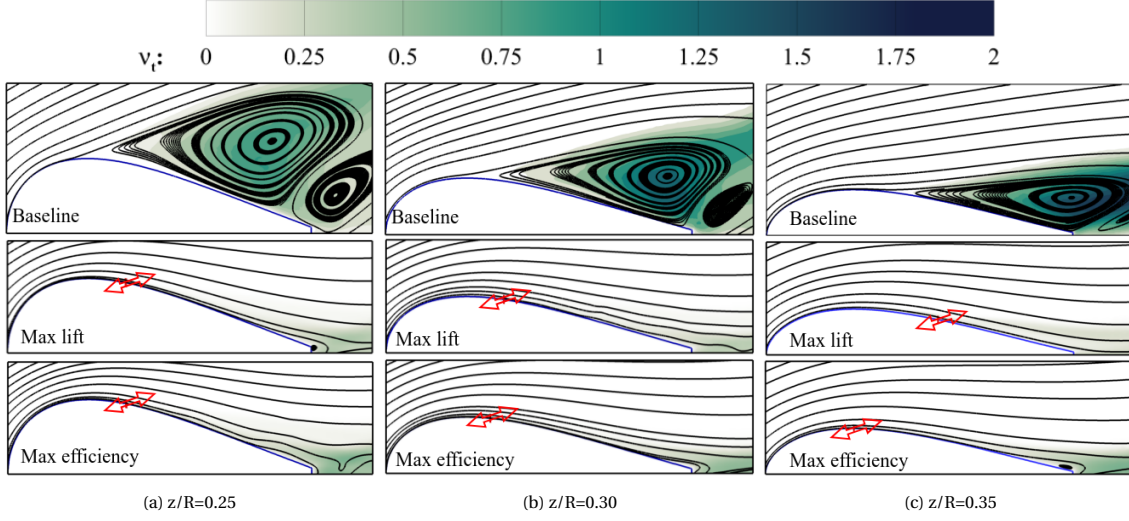 0 0.25 0.5 0.75 1 1.25 1.5 1.75 2
νₜ:
Baseline Baseline Baseline
Max lift Max lift Max lift
Max efficiency Max efficiency Max efficiency
(a) z/R=0.25 (b) z/R=0.30 (c) z/R=0.35